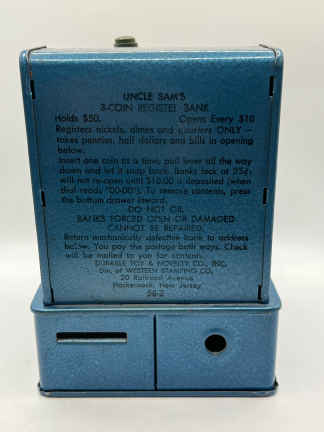 UNCLE SAM'S
3-COIN REGISTER BANK
Holds $50. Opens Every $10
Registers nickels, dimes and quarters ONLY —
takes pennies, half dollars and bills in opening
below.
Insert one coin at a time, pull lever all the way
down and let it snap back. Banks lock at 25¢,
will not re-open until $10.00 is deposited (when
dial reads "00-00"). To remove contents, press
the bottom drawer inward.
DO NOT OIL
BANKS FORCED OPEN OR DAMAGED
CANNOT BE REPAIRED.
Return mechanically defective bank to address
below. You pay the postage both ways. Check
will be mailed to you for contents.
DURABLE TOY & NOVELTY CO., INC.
Div. of WESTERN STAMPING CO.
20 Railroad Avenue
Hackensack, New Jersey
56-2